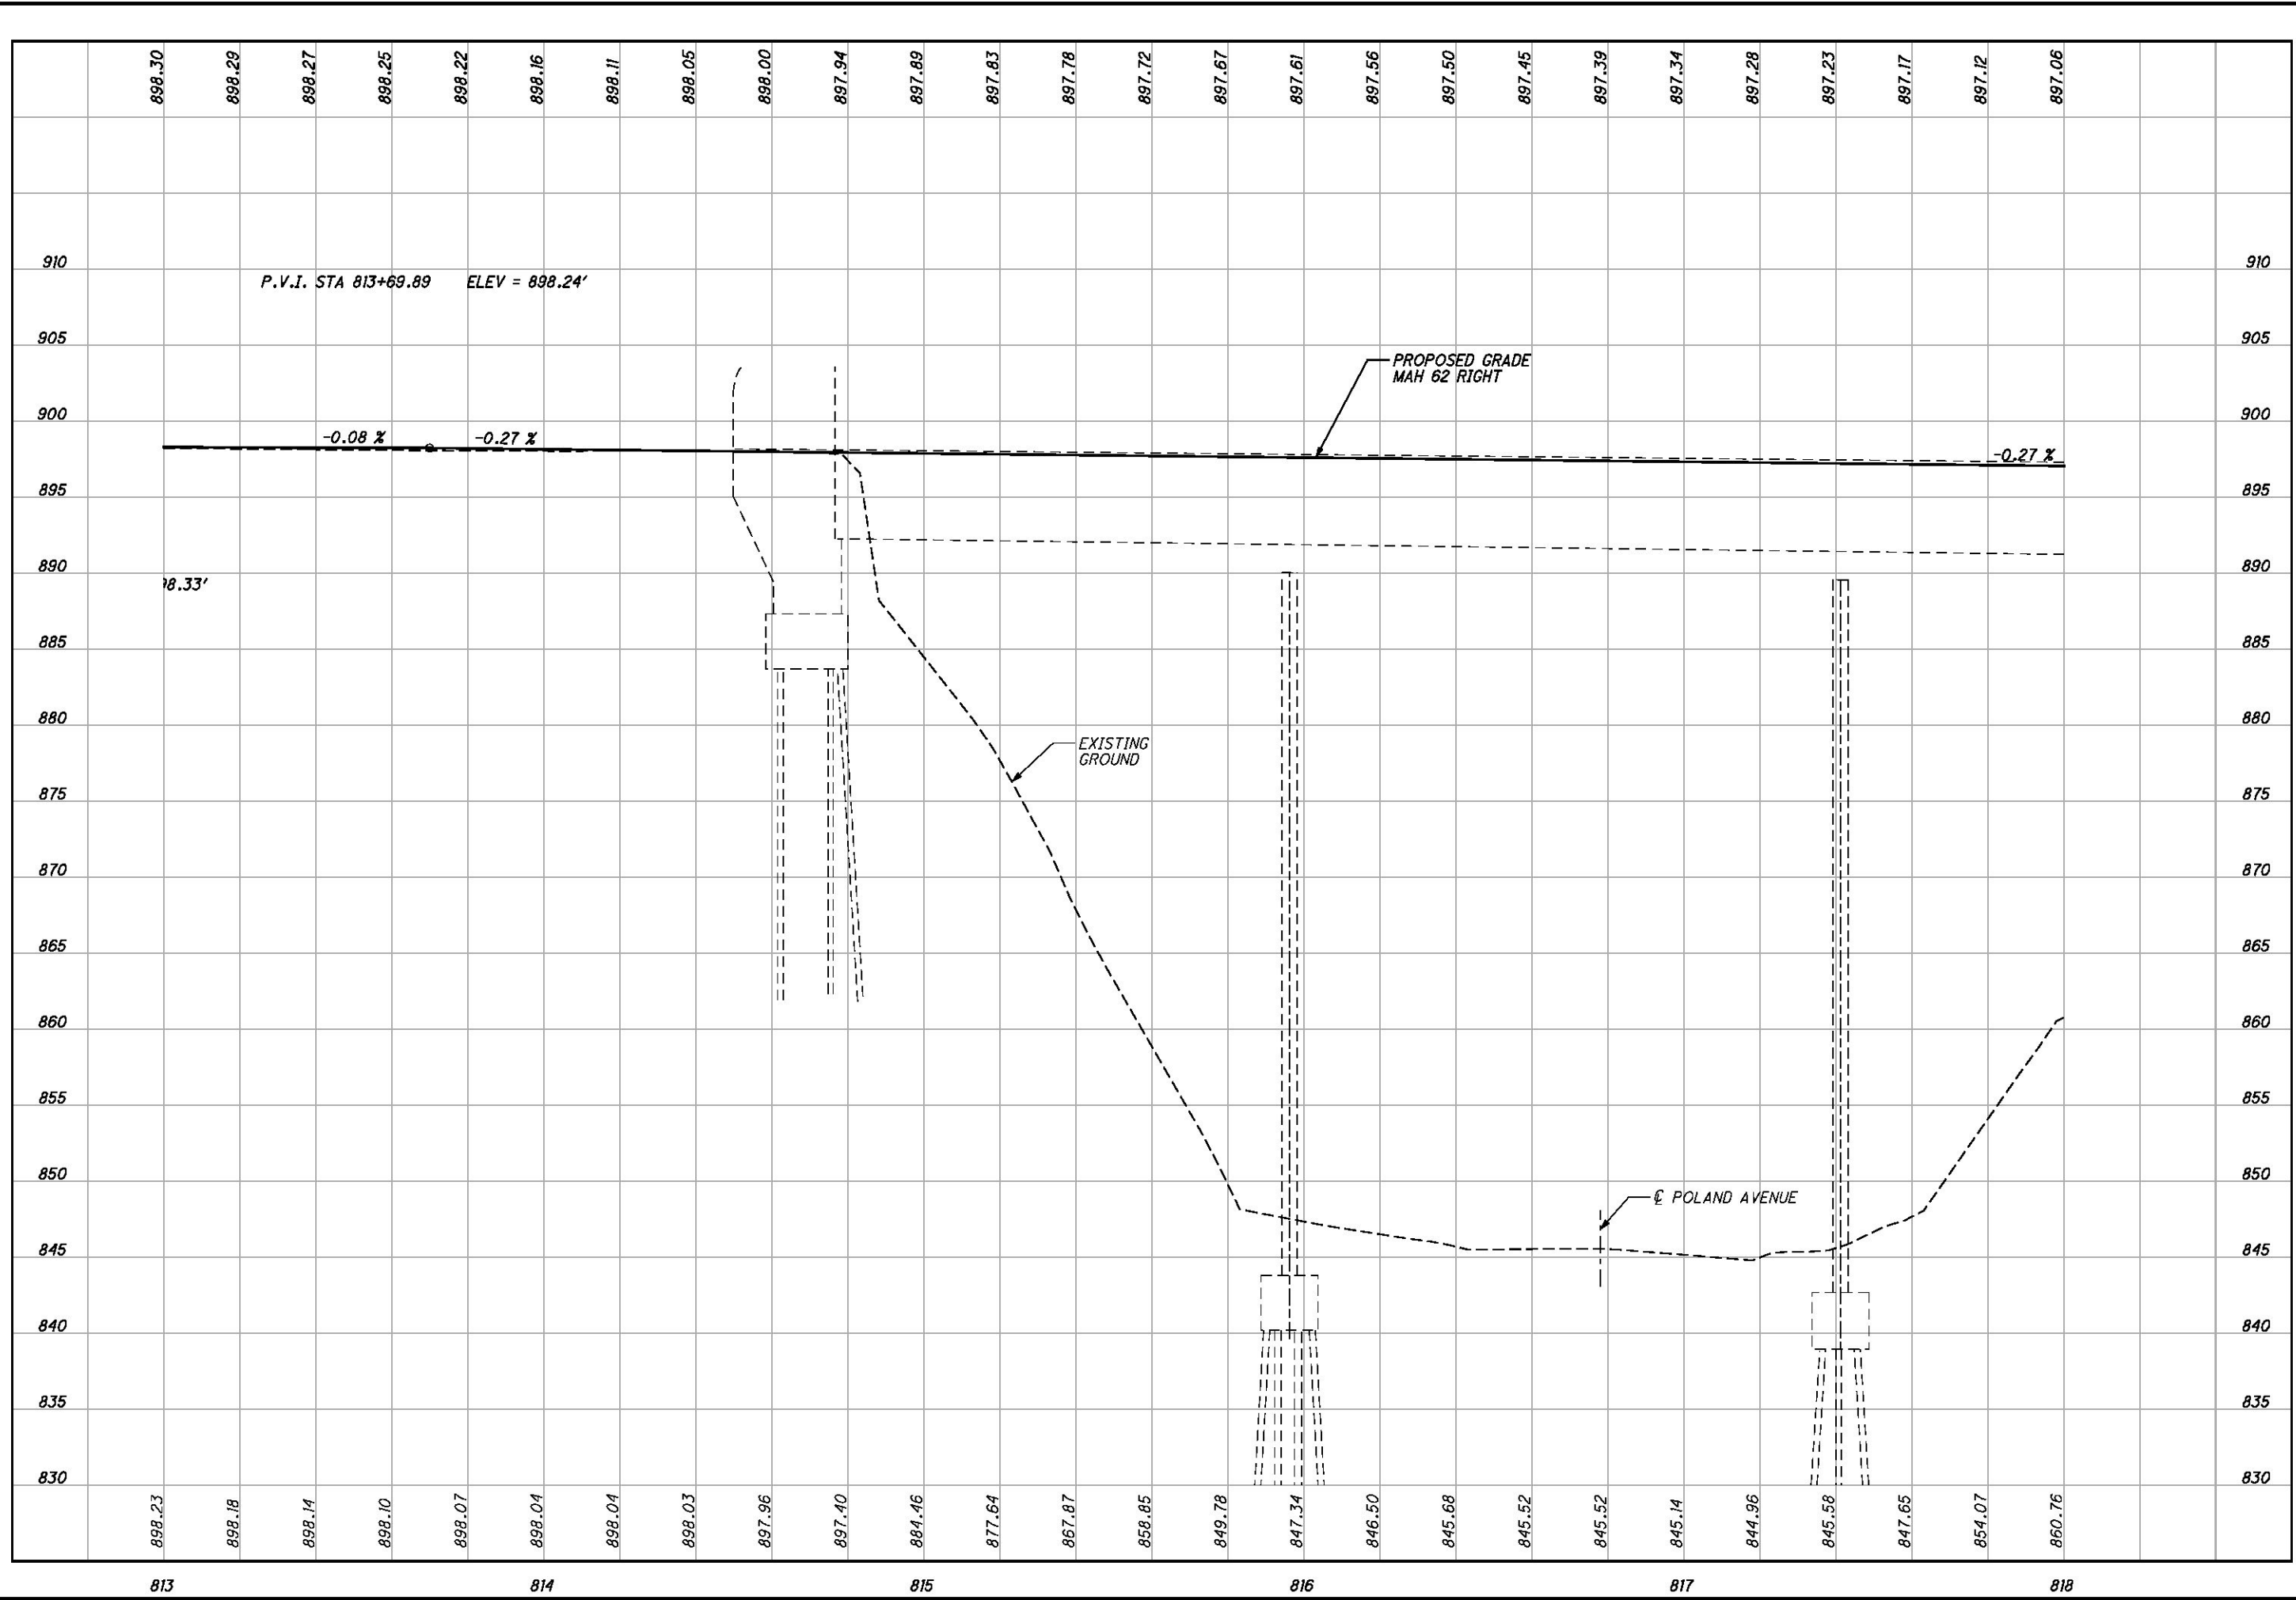 898.30 898.29 898.27 898.25 898.22 898.16 898.11 898.05 898.00 897.94 897.89 897.83 897.78 897.72 897.67 897.61 897.56 897.50 897.45 897.39 897.34 897.28 897.23 897.17 897.12 897.06
910 910
P.V.I. STA 813+69.89 ELEV = 898.24'
905 905
PROPOSED GRADE
MAH 62 RIGHT
900 900
-0.08 % -0.27 % -0.27 %
895 895
890 890
98.33'
885 885
880 880
EXISTING
GROUND
875 875
870 870
865 865
860 860
855 855
850 850
℄ POLAND AVENUE
845 845
840 840
835 835
830 830
898.23 898.18 898.14 898.10 898.07 898.04 898.04 898.03 897.96 897.40 884.46 877.64 867.87 858.85 849.78 847.34 846.50 845.68 845.52 845.52 845.14 844.96 845.58 847.65 854.07 860.76
813 814 815 816 817 818